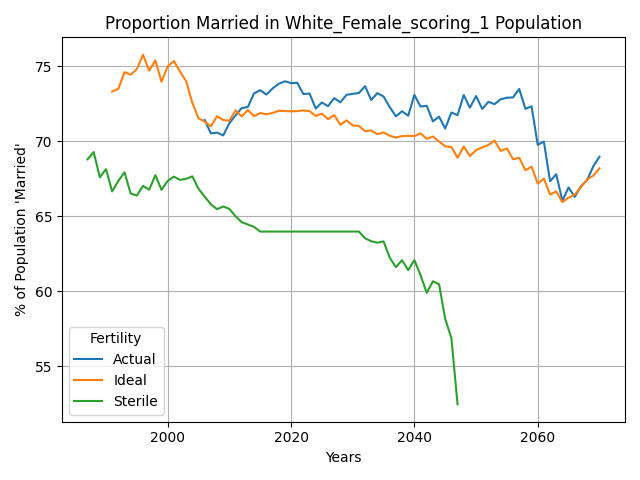 Proportion Married in White_Female_scoring_1 Population
% of Population 'Married'
75
70
65
60
55
Fertility
Actual
Ideal
Sterile
2000
2020
2040
2060
Years